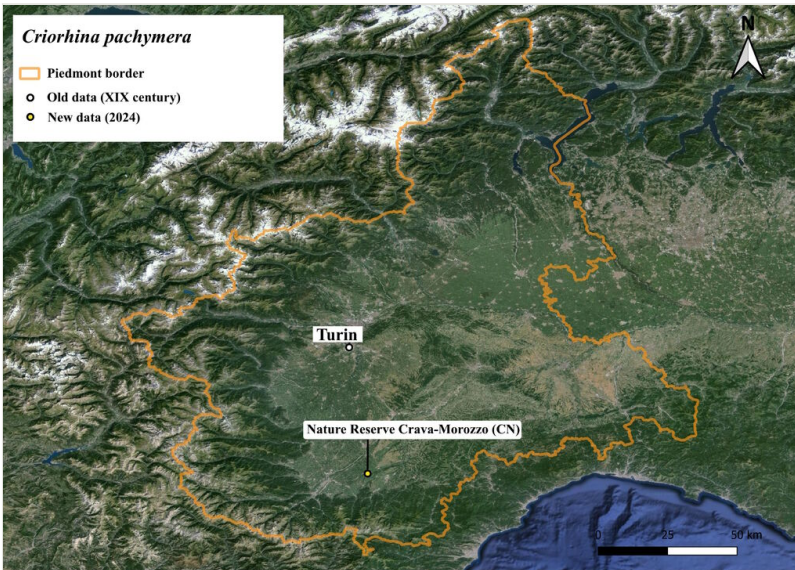 Criorhina pachymera
Piedmont border
Old data (XIX century)
New data (2024)
N
Turin
Nature Reserve Crava-Morozzo (CN)
0 25 50 km